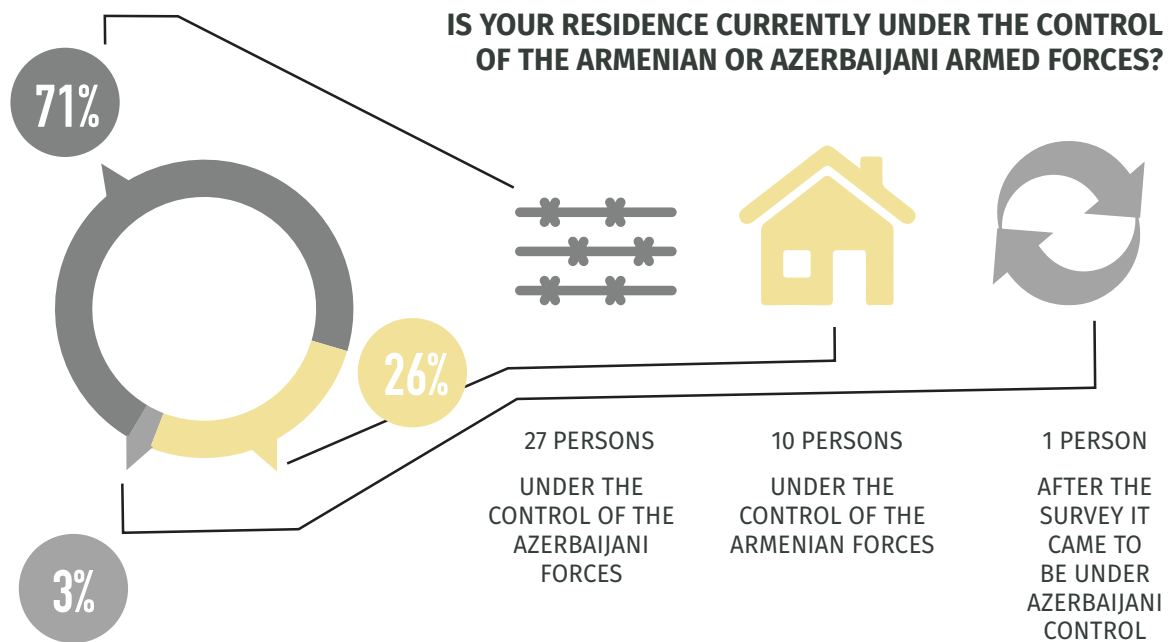 IS YOUR RESIDENCE CURRENTLY UNDER THE CONTROL
OF THE ARMENIAN OR AZERBAIJANI ARMED FORCES?
71%
26%
3%
27 PERSONS
UNDER THE
CONTROL OF THE
AZERBAIJANI
FORCES
10 PERSONS
UNDER THE
CONTROL OF THE
ARMENIAN FORCES
1 PERSON
AFTER THE
SURVEY IT
CAME TO
BE UNDER
AZERBAIJANI
CONTROL